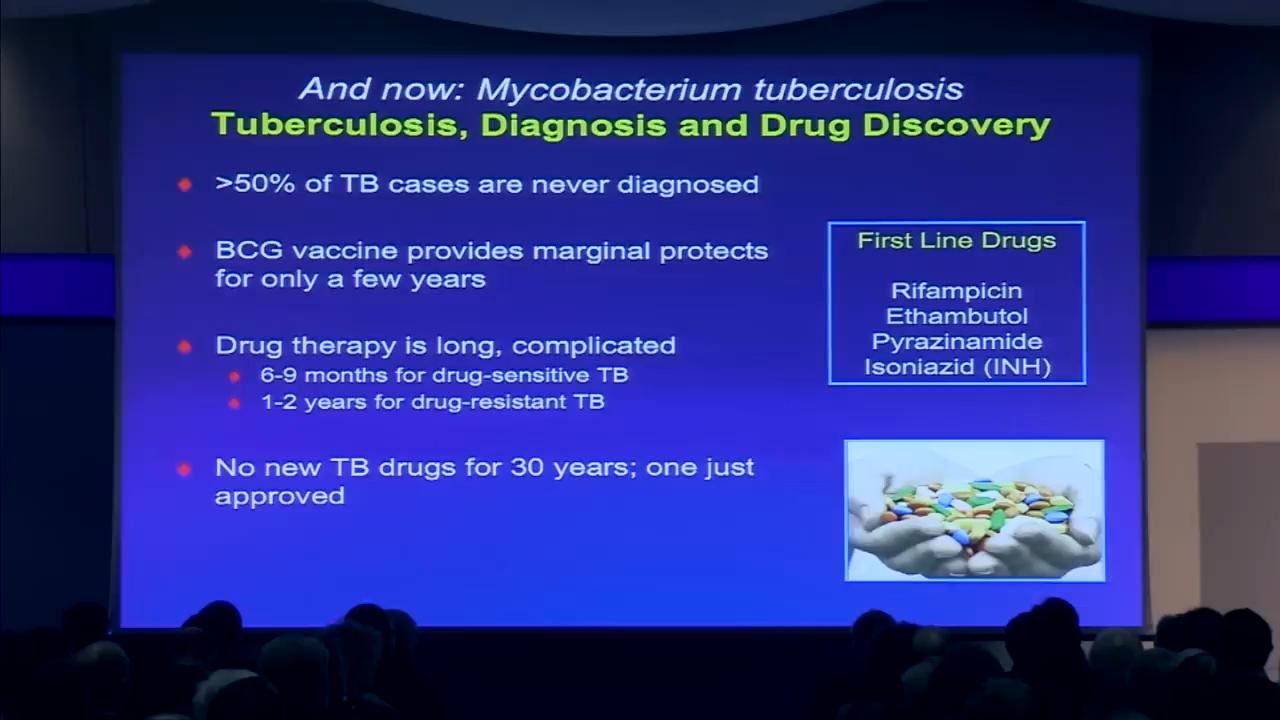 And now: Mycobacterium tuberculosis
Tuberculosis, Diagnosis and Drug Discovery
>50% of TB cases are never diagnosed
BCG vaccine provides marginal protects
for only a few years
Drug therapy is long, complicated
6-9 months for drug-sensitive TB
1-2 years for drug-resistant TB
No new TB drugs for 30 years; one just
approved
First Line Drugs
Rifampicin
Ethambutol
Pyrazinamide
Isoniazid (INH)